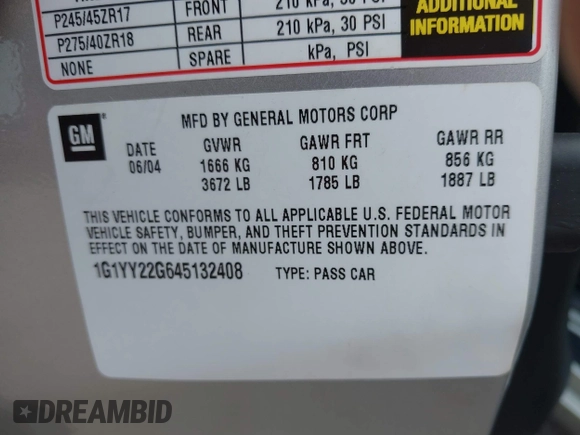 P245/45ZR17 FRONT 210 kPa, 30 PSI
P275/40ZR18 REAR 210 kPa, 30 PSI
NONE SPARE kPa, PSI
ADDITIONAL
INFORMATION
GM
MFD BY GENERAL MOTORS CORP
DATE GVWR GAWR FRT GAWR RR
06/04 1666 KG 810 KG 856 KG
3672 LB 1785 LB 1887 LB
THIS VEHICLE CONFORMS TO ALL APPLICABLE U.S. FEDERAL MOTOR
VEHICLE SAFETY, BUMPER, AND THEFT PREVENTION STANDARDS IN
EFFECT ON THE DATE OF MANUFACTURE SHOWN ABOVE.
1G1YY22G645132408 TYPE: PASS CAR
DREAMBID